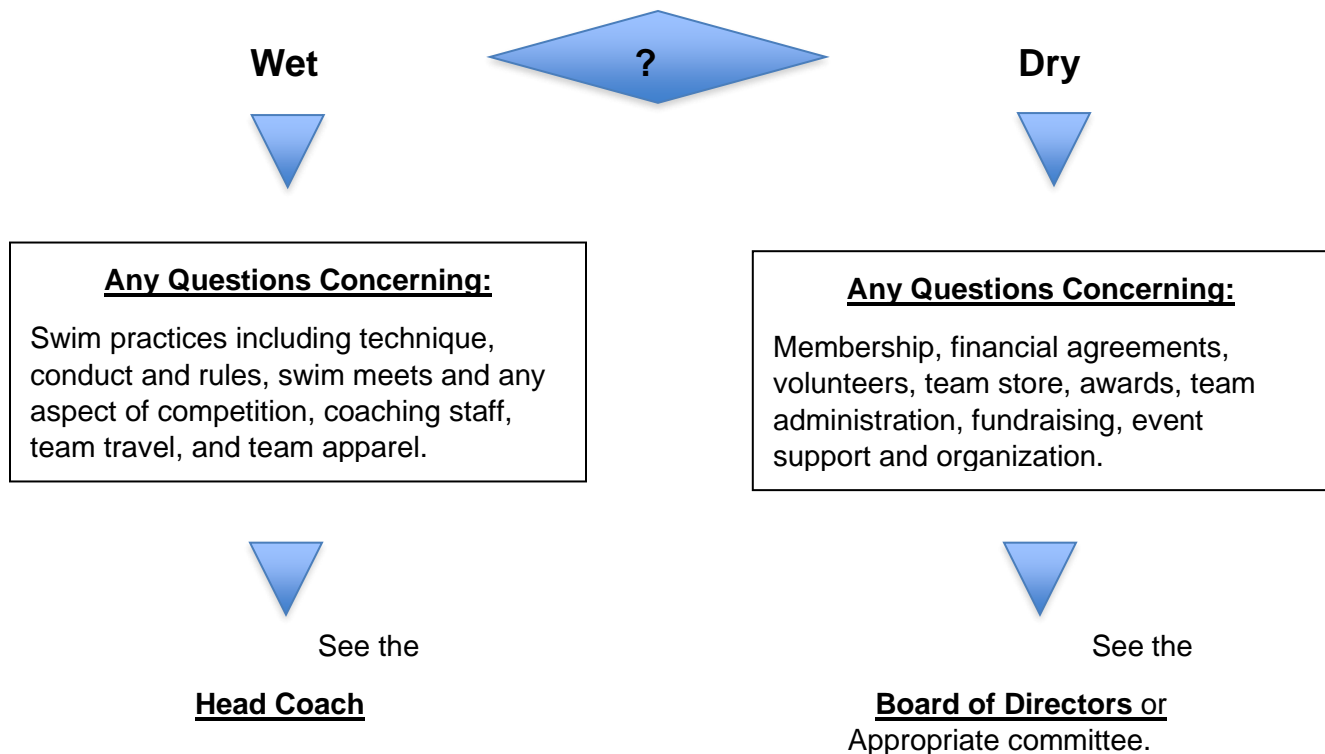 Wet
?
Dry
Any Questions Concerning:
Swim practices including technique,
conduct and rules, swim meets and any
aspect of competition, coaching staff,
team travel, and team apparel.
See the
Head Coach
Any Questions Concerning:
Membership, financial agreements,
volunteers, team store, awards, team
administration, fundraising, event
support and organization.
See the
Board of Directors or
Appropriate committee.